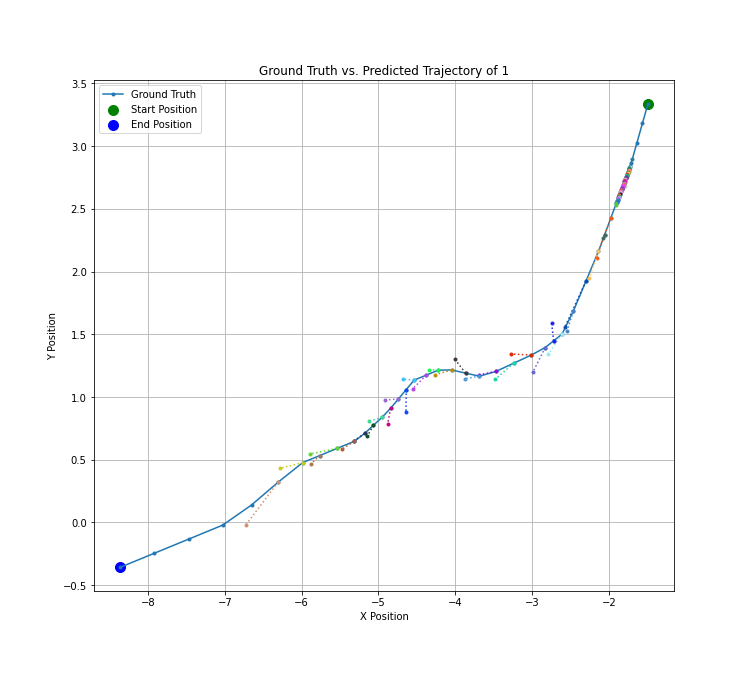 Ground Truth vs. Predicted Trajectory of 1
Ground Truth
Start Position
End Position
3.5
3.0
2.5
2.0
1.5
1.0
0.5
0.0
−0.5
Y Position
−8
−7
−6
−5
−4
−3
−2
X Position